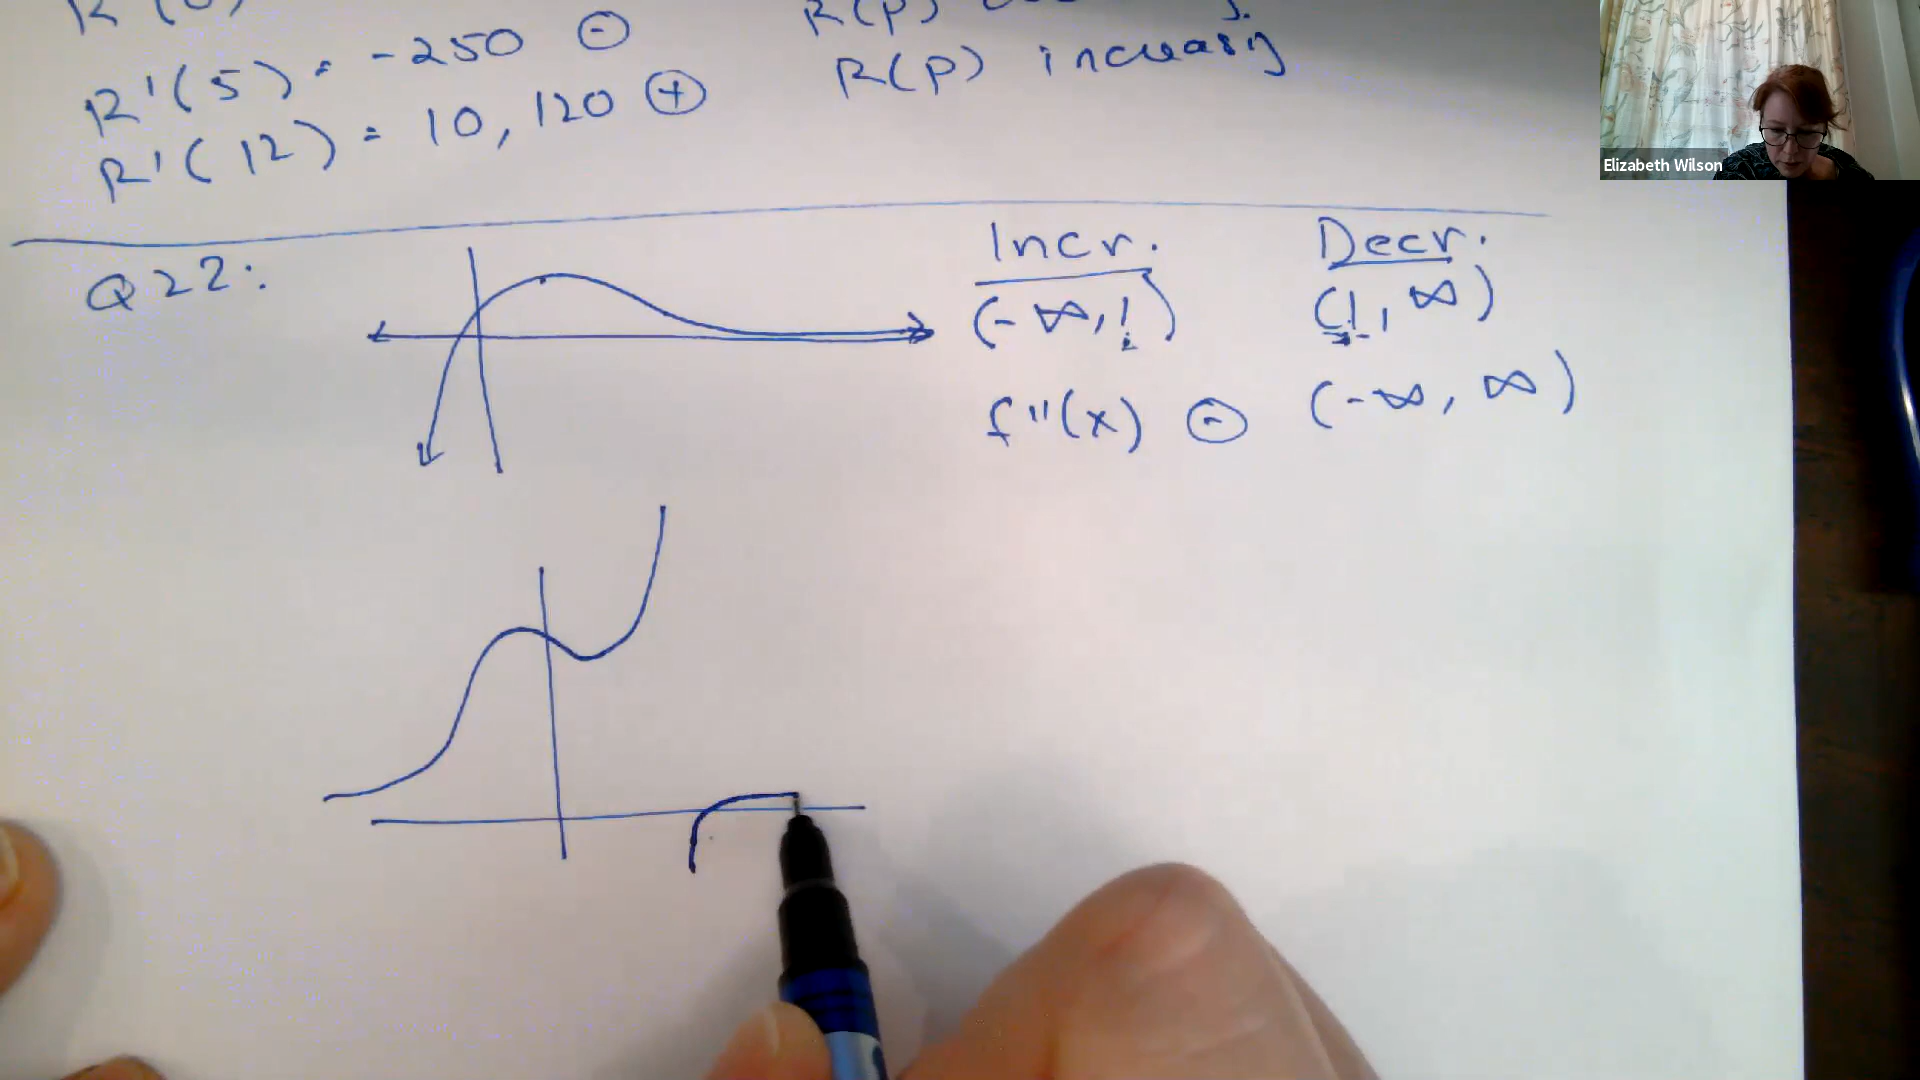 R'(5) = -250 ⊖
R(p) increasing
R'(12) = 10,120 ⊕
Elizabeth Wilson
Q22:
Incr.
(-∞, 1)
Decr.
(1, ∞)
f''(x) ⊖ (-∞, ∞)